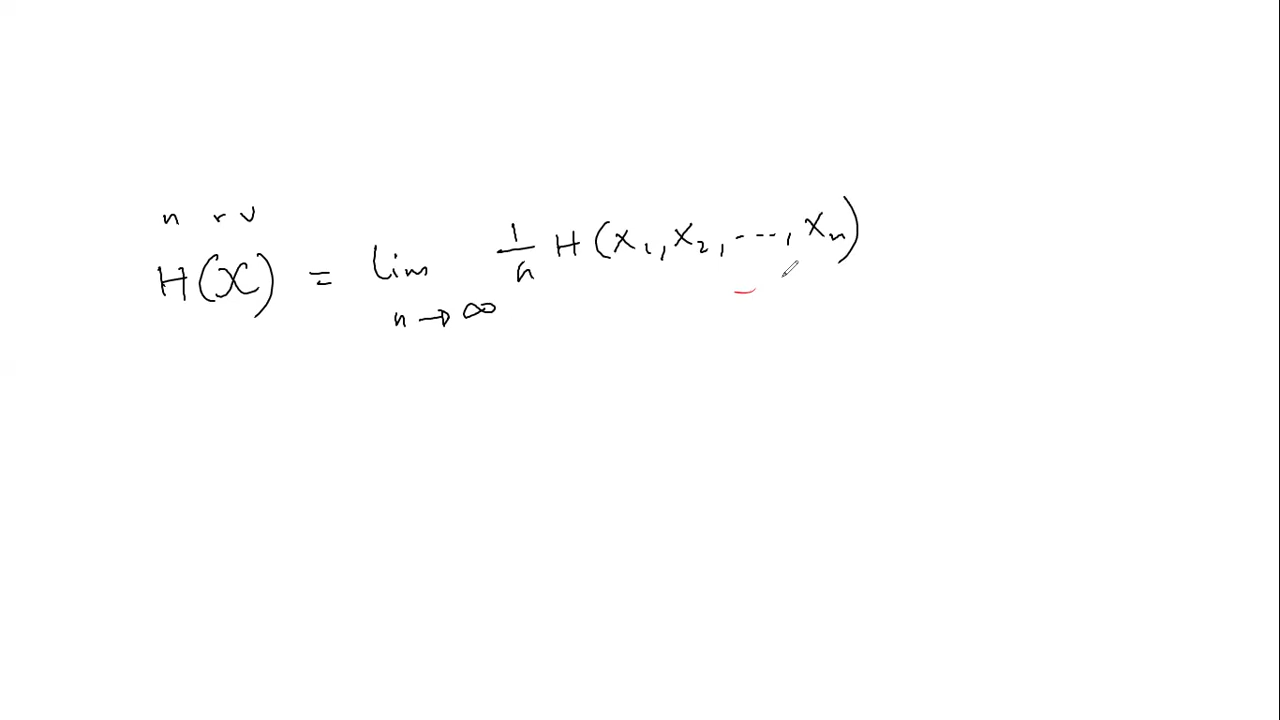 n r v
H(X) = lim n→∞ 1/n H(X₁, X₂, ---, Xₙ)